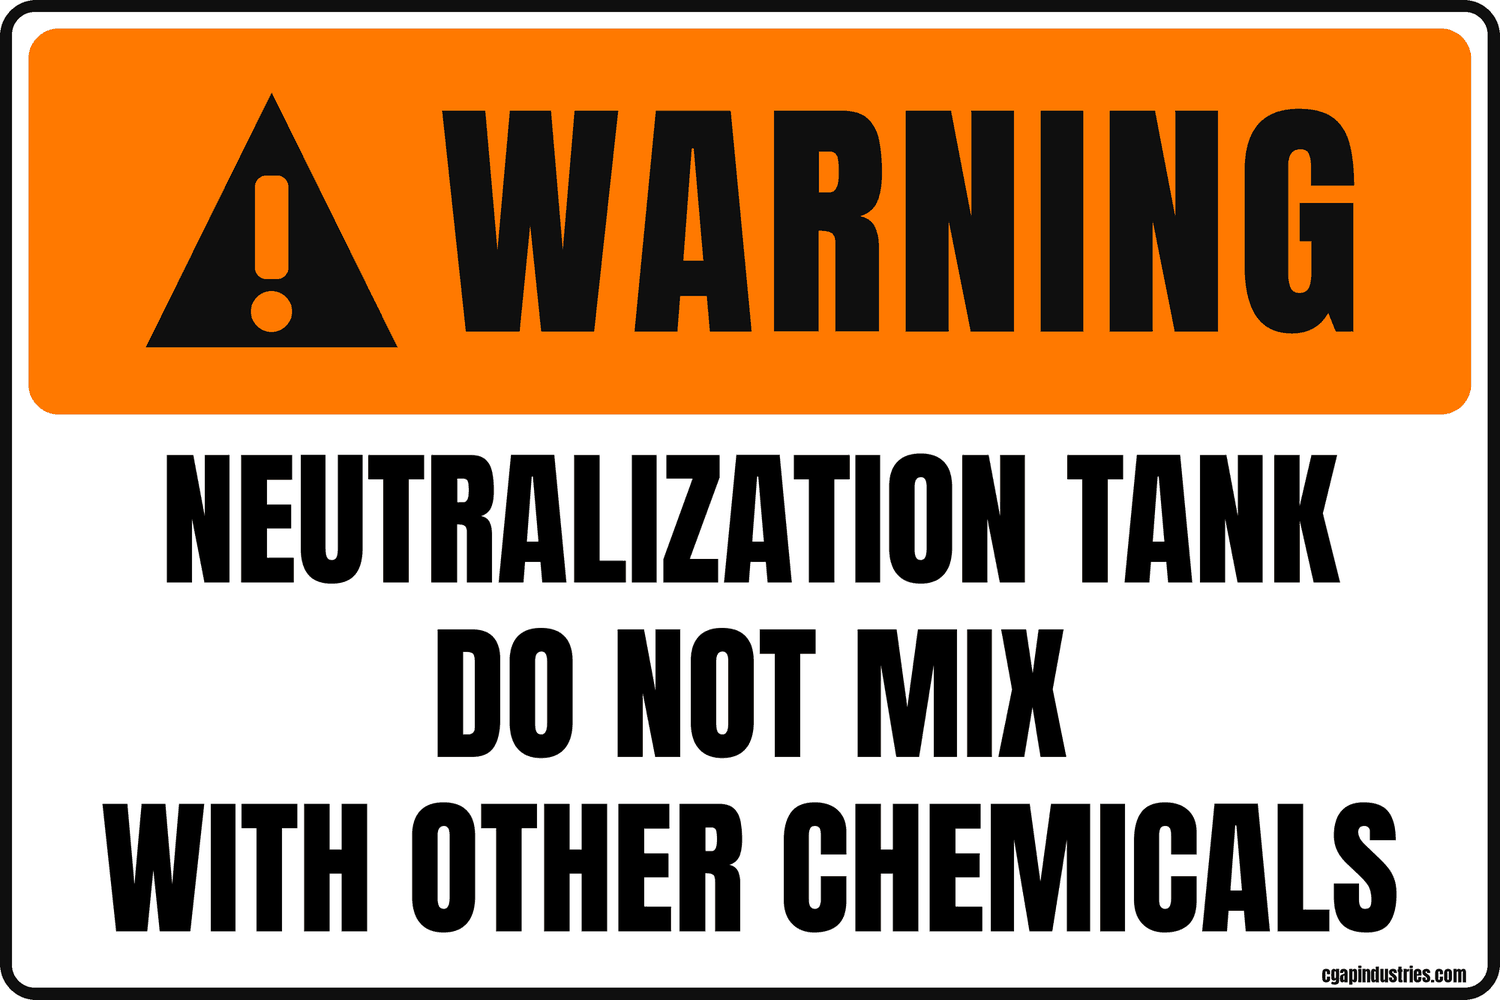 WARNING
NEUTRALIZATION TANK
DO NOT MIX
WITH OTHER CHEMICALS
cgapindustries.com